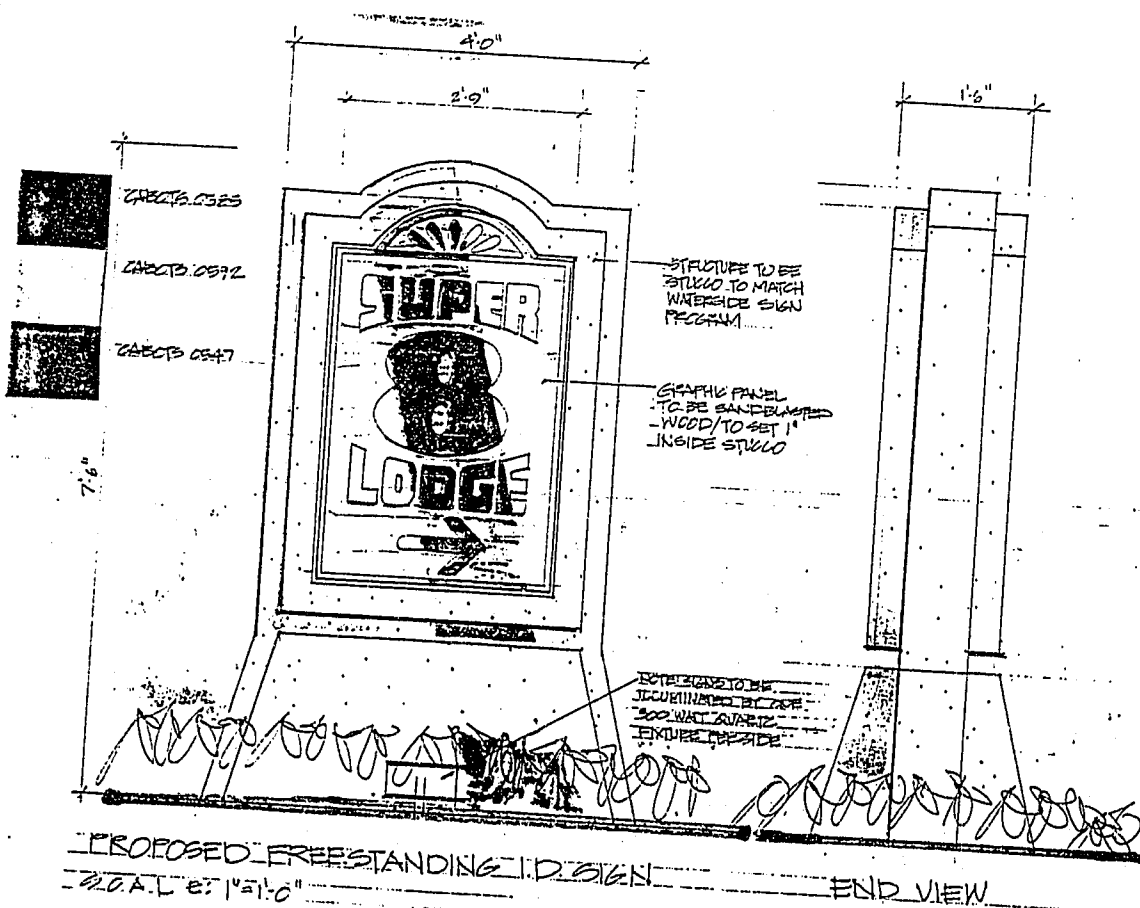 4'-0"
2'-9"
1'-6"
7'-6"
STRUCTURE TO BE
STUCCO TO MATCH
WATERSIDE SIGN
PROGRAM
SUPER
8
LODGE
GRAPHIC PANEL
TO BE SANDBLASTED
WOOD/TO SET 1"
INSIDE STUCCO
NOTE: SIGNS TO BE
ILLUMINATED BY ONE
300 WATT QUARTZ
FIXTURE PER SIDE
PROPOSED FREESTANDING I.D. SIGN
SCALE: 1"=1'-0"
END VIEW